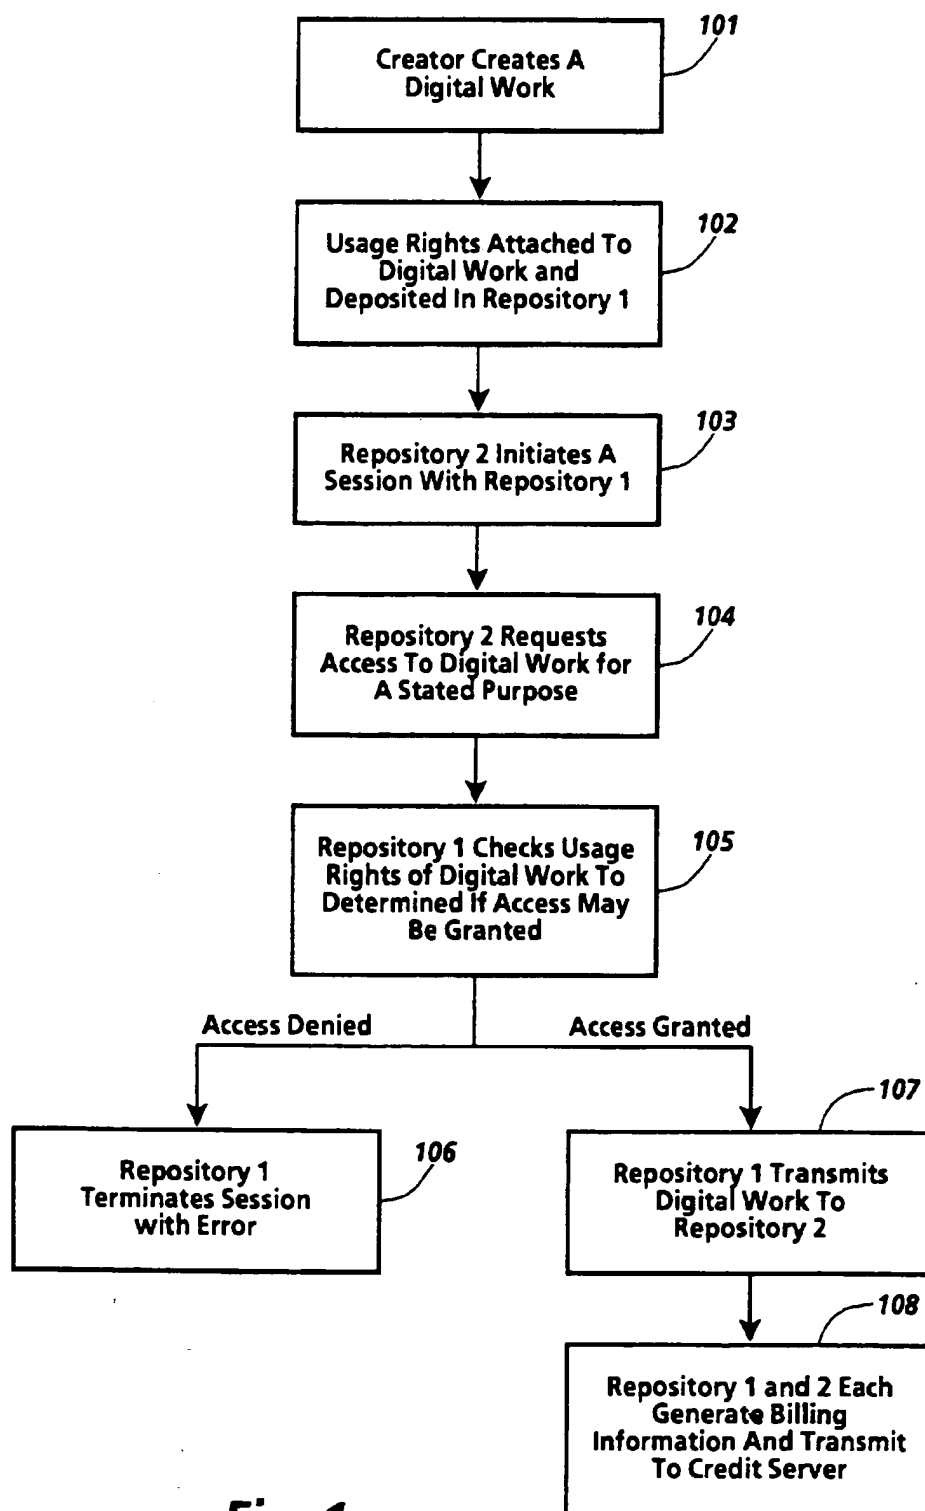 101
Creator Creates A
Digital Work
102
Usage Rights Attached To
Digital Work and
Deposited In Repository 1
103
Repository 2 Initiates A
Session With Repository 1
104
Repository 2 Requests
Access To Digital Work for
A Stated Purpose
105
Repository 1 Checks Usage
Rights of Digital Work To
Determined If Access May
Be Granted
Access Denied
Access Granted
106
Repository 1
Terminates Session
with Error
107
Repository 1 Transmits
Digital Work To
Repository 2
108
Repository 1 and 2 Each
Generate Billing
Information And Transmit
To Credit Server